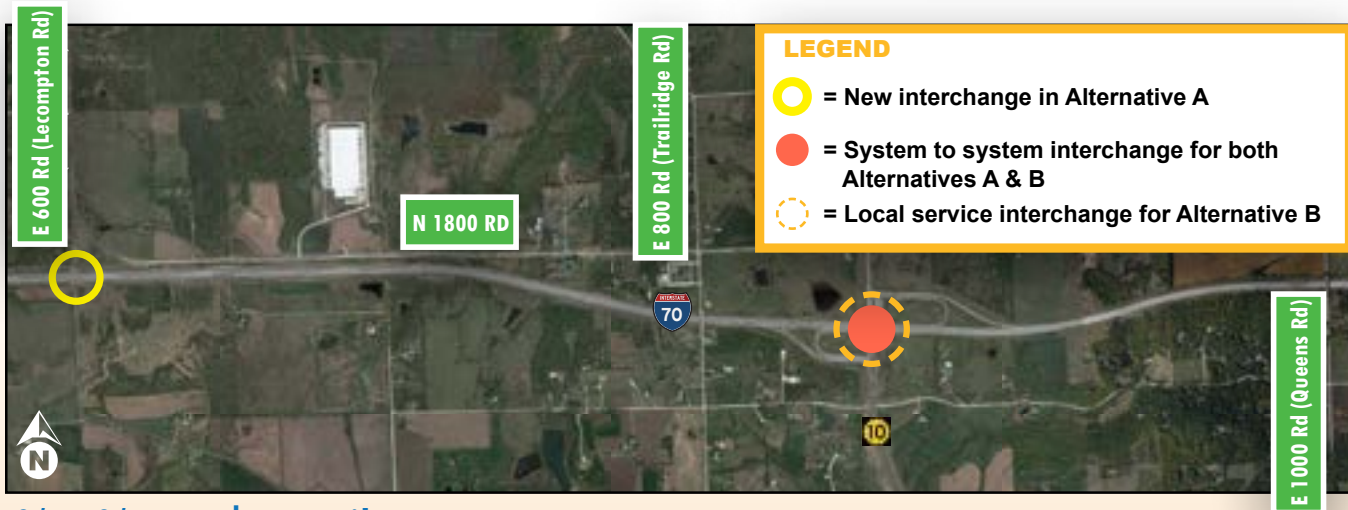 E 600 Rd (Lecompton Rd)
E 800 Rd (Trailridge Rd)
LEGEND
= New interchange in Alternative A
= System to system interchange for both
Alternatives A & B
= Local service interchange for Alternative B
N 1800 RD
INTERSTATE
70
10
E 1000 Rd (Queens Rd)
N